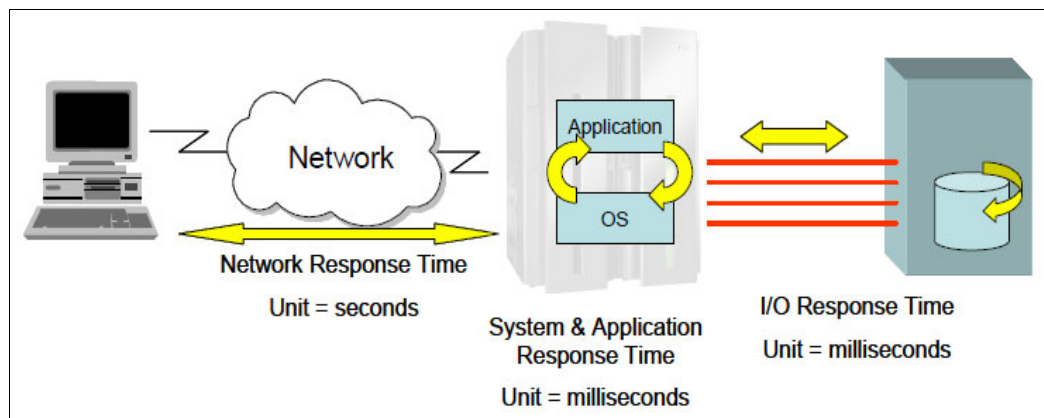 Network
Application
OS
Network Response Time
Unit = seconds
System & Application
Response Time
Unit = milliseconds
I/O Response Time
Unit = milliseconds